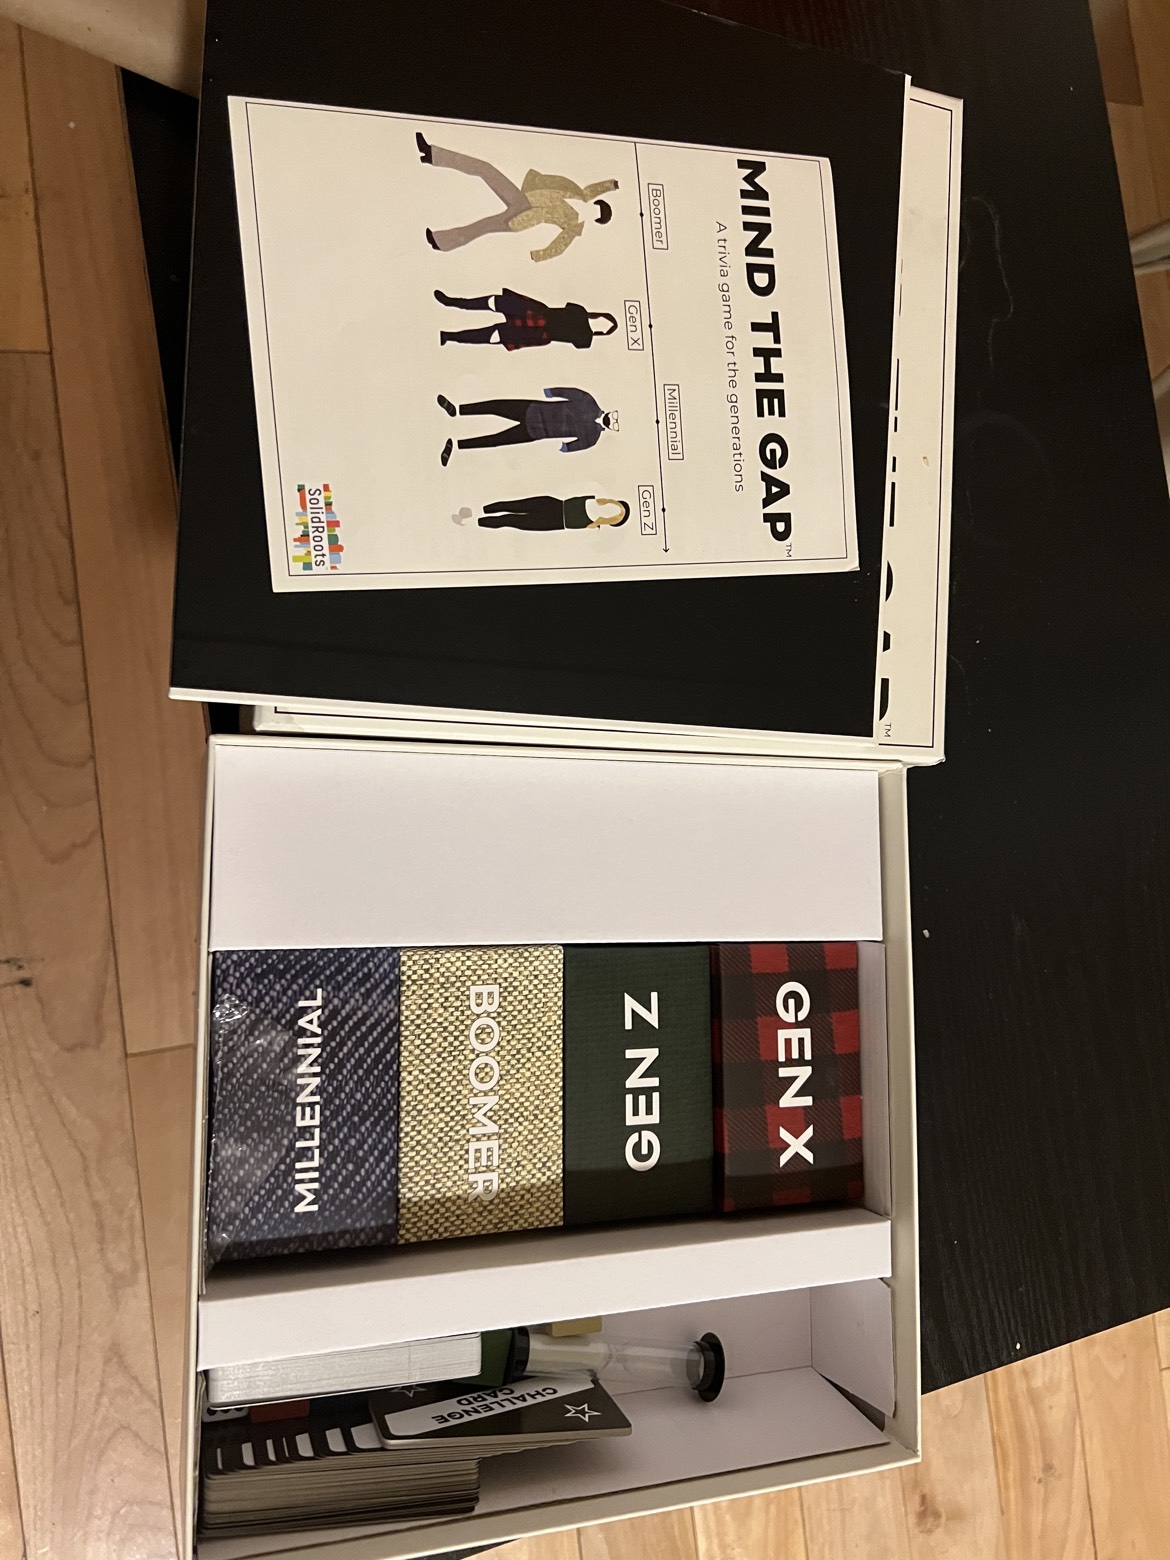 MIND THE GAP™
A trivia game for the generations
Boomer
Gen X
Millennial
Gen Z
SolidRoots
TM
MILLENNIAL
BOOMER
GEN Z
GEN X
CHALLENGE
CARD